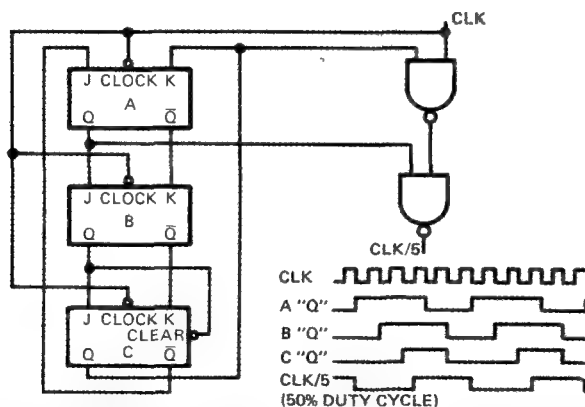 CLK
J CLOCK K
A
Q Q̅
J CLOCK K
B
Q Q̅
J CLOCK K
CLEAR
C
Q Q̅
CLK/5
CLK
A "Q"
B "Q"
C "Q"
CLK/5
(50% DUTY CYCLE)